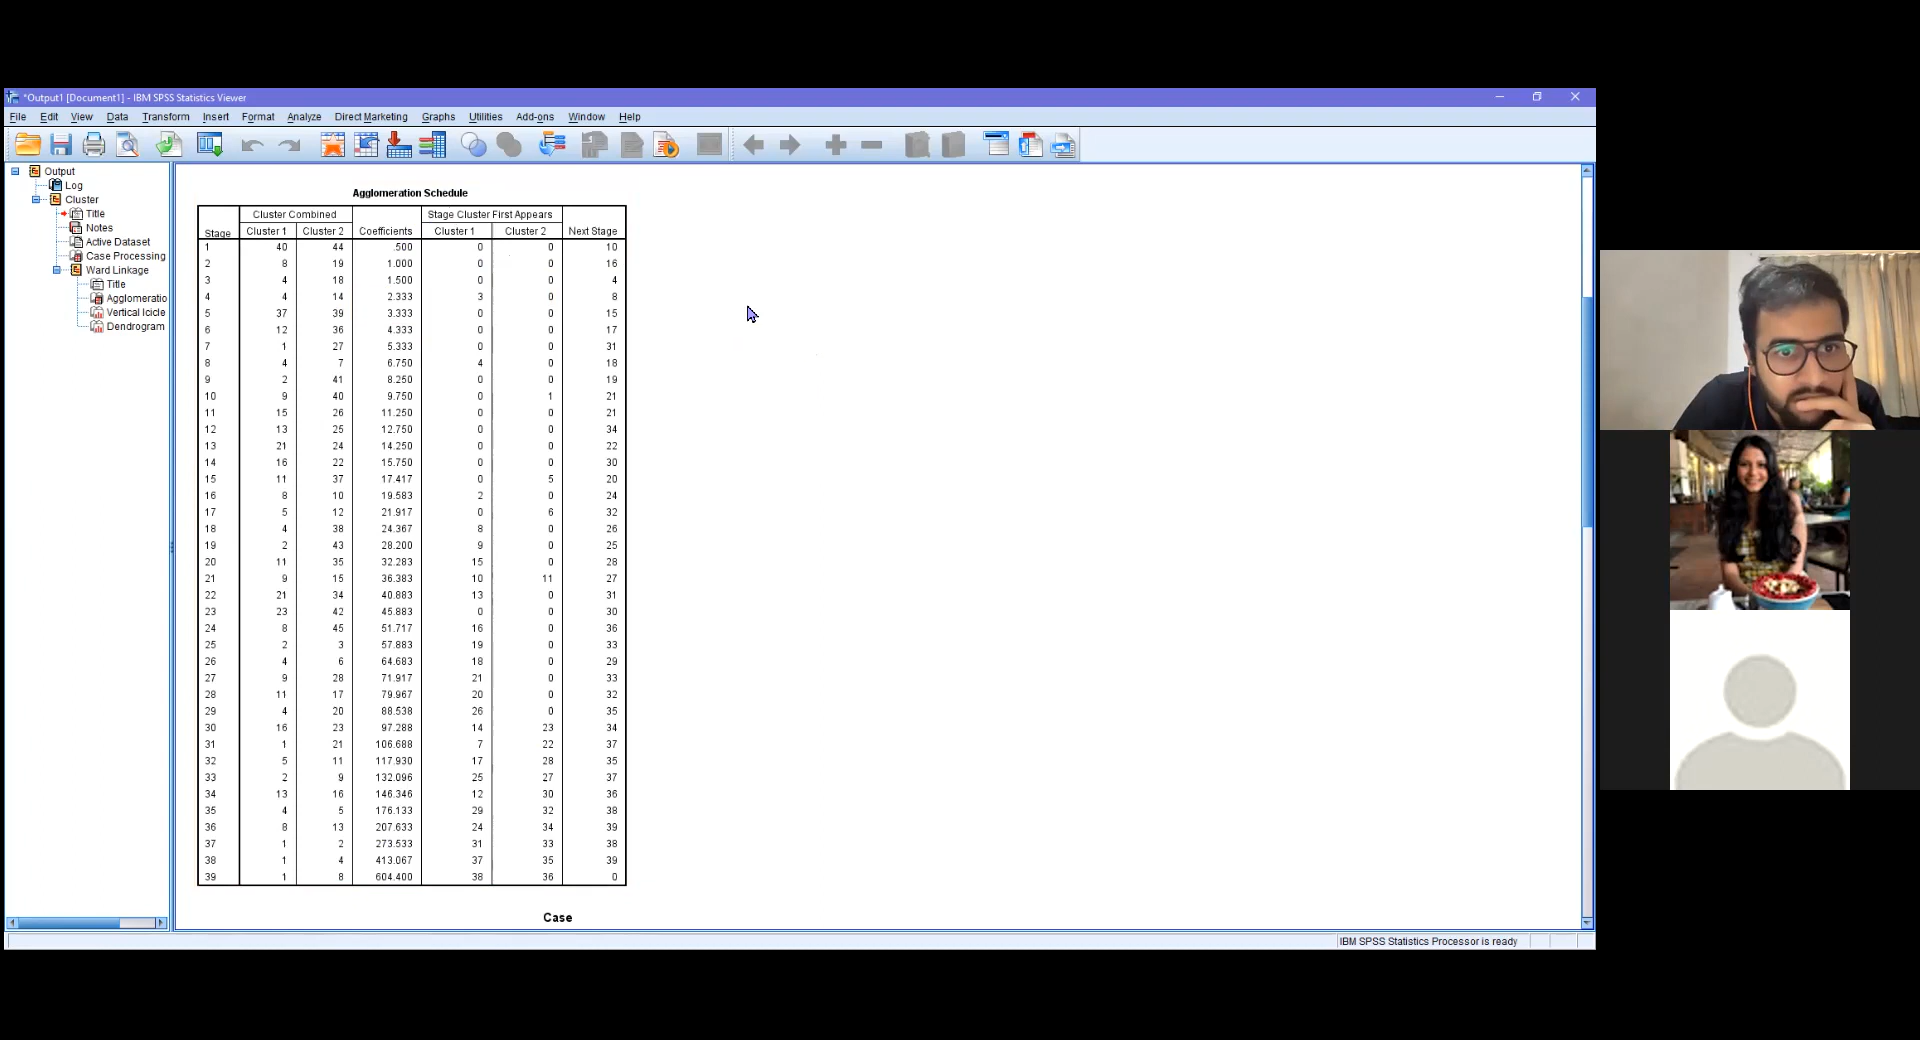 *Output1 [Document1] - IBM SPSS Statistics Viewer
File Edit View Data Transform Insert Format Analyze Direct Marketing Graphs Utilities Add-ons Window Help
Output
Log
Cluster
Title
Notes
Active Dataset
Case Processing
Ward Linkage
Title
Agglomeratio
Vertical Icicle
Dendrogram
Agglomeration Schedule
Cluster Combined Stage Cluster First Appears
Stage Cluster 1 Cluster 2 Coefficients Cluster 1 Cluster 2 Next Stage
1 40 44 .500 0 0 10
2 8 19 1.000 0 0 16
3 4 18 1.500 0 0 4
4 4 14 2.333 3 0 8
5 37 39 3.333 0 0 15
6 12 36 4.333 0 0 17
7 1 27 5.333 0 0 31
8 4 7 6.750 4 0 18
9 2 41 8.250 0 0 19
10 9 40 9.750 0 1 21
11 15 26 11.250 0 0 21
12 13 25 12.750 0 0 34
13 21 24 14.250 0 0 22
14 16 22 15.750 0 0 30
15 11 37 17.417 0 5 20
16 8 10 19.583 2 0 24
17 5 12 21.917 0 6 32
18 4 38 24.367 8 0 26
19 2 43 28.200 9 0 25
20 11 35 32.283 15 0 28
21 9 15 36.383 10 11 27
22 21 34 40.883 13 0 31
23 23 42 45.883 0 0 30
24 8 45 51.717 16 0 36
25 2 3 57.883 19 0 33
26 4 6 64.683 18 0 29
27 9 28 71.917 21 0 33
28 11 17 79.967 20 0 32
29 4 20 88.538 26 0 35
30 16 23 97.288 14 23 34
31 1 21 106.688 7 22 37
32 5 11 117.930 17 28 35
33 2 9 132.096 25 27 37
34 13 16 146.346 12 30 36
35 4 5 176.133 29 32 38
36 8 13 207.633 24 34 39
37 1 2 273.533 31 33 38
38 1 4 413.067 37 35 39
39 1 8 604.400 38 36 0
Case
IBM SPSS Statistics Processor is ready